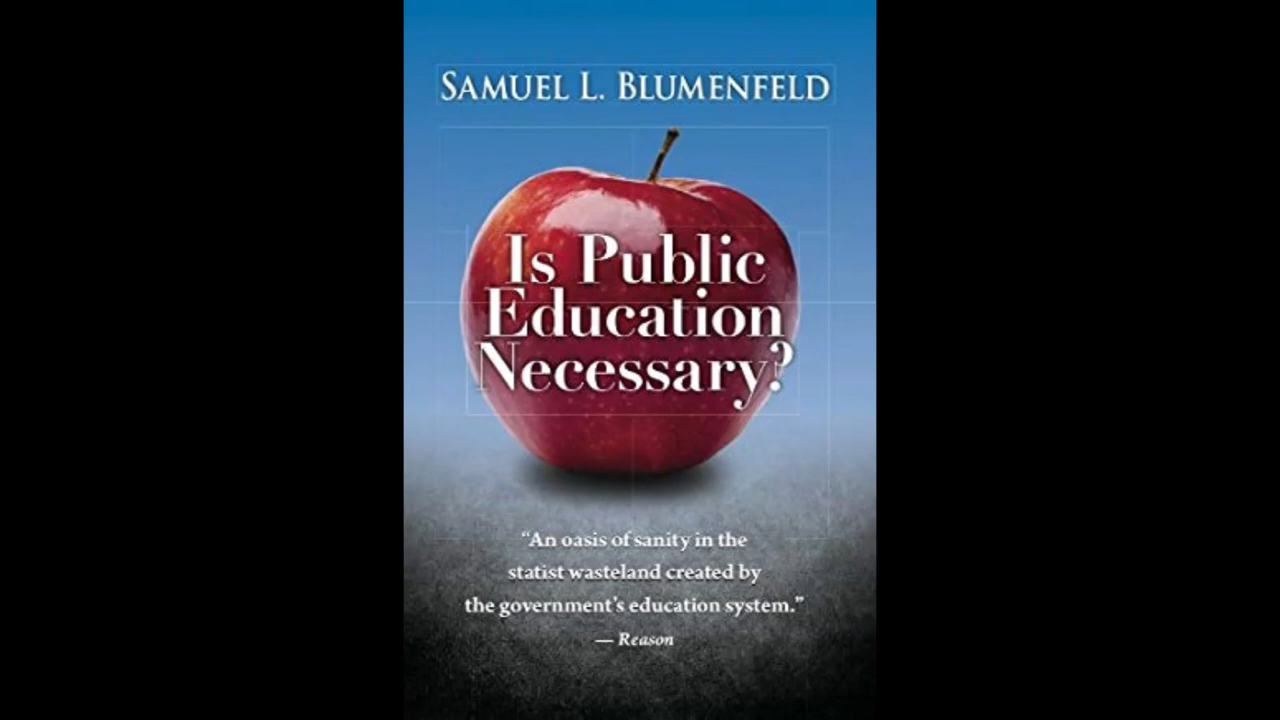 SAMUEL L. BLUMENFELD
Is Public
Education
Necessary?
“An oasis of sanity in the
statist wasteland created by
the government’s education system.”
— Reason